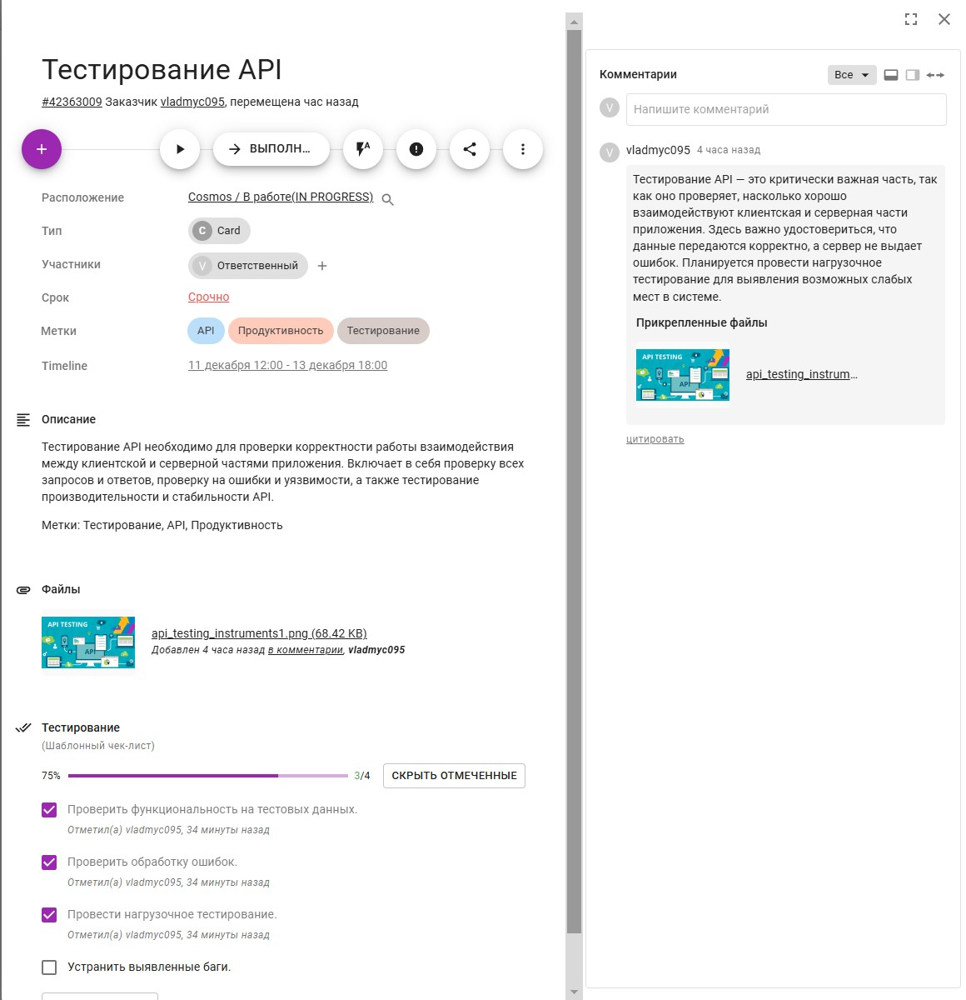 Тестирование API
#42363009 Заказчик vladmyc095, перемещена час назад
ВЫПОЛН...
Расположение
Cosmos / В работе(IN PROGRESS)
Тип
C Card
Участники
V Ответственный
Срок
Срочно
Метки
API Продуктивность Тестирование
Timeline
11 декабря 12:00 - 13 декабря 18:00
Описание
Тестирование API необходимо для проверки корректности работы взаимодействия
между клиентской и серверной частями приложения. Включает в себя проверку всех
запросов и ответов, проверку на ошибки и уязвимости, а также тестирование
производительности и стабильности API.
Метки: Тестирование, API, Продуктивность
Файлы
API TESTING
API
api_testing_instruments1.png (68.42 KB)
Добавлен 4 часа назад в комментарии, vladmyc095
Тестирование
(Шаблонный чек-лист)
75%
3/4
СКРЫТЬ ОТМЕЧЕННЫЕ
Проверить функциональность на тестовых данных.
Отметил(а) vladmyc095, 34 минуты назад
Проверить обработку ошибок.
Отметил(а) vladmyc095, 34 минуты назад
Провести нагрузочное тестирование.
Отметил(а) vladmyc095, 34 минуты назад
Устранить выявленные баги.
Комментарии
Все
V
Напишите комментарий
V
vladmyc095 4 часа назад
Тестирование API — это критически важная часть, так
как оно проверяет, насколько хорошо
взаимодействуют клиентская и серверная части
приложения. Здесь важно удостовериться, что
данные передаются корректно, а сервер не выдает
ошибок. Планируется провести нагрузочное
тестирование для выявления возможных слабых
мест в системе.
Прикрепленные файлы
API TESTING
API
api_testing_instrum...
цитировать